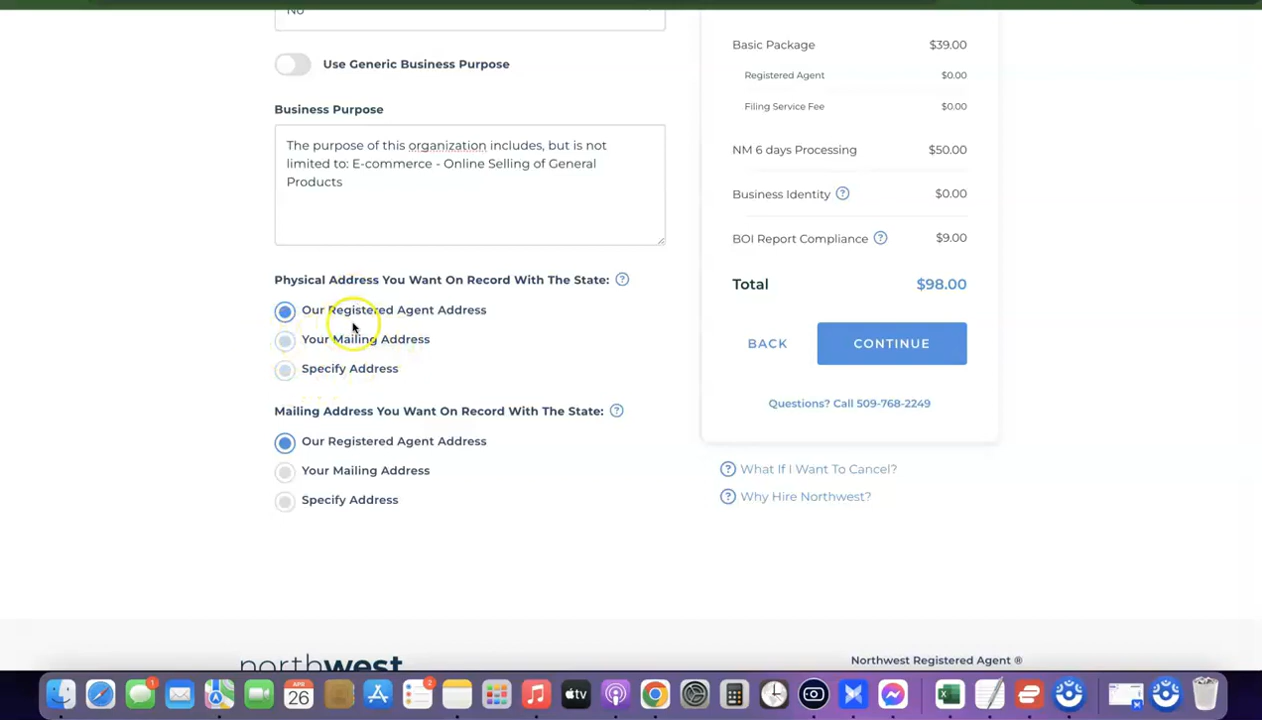 No
Use Generic Business Purpose
Business Purpose
The purpose of this organization includes, but is not
limited to: E-commerce - Online Selling of General
Products
Physical Address You Want On Record With The State: ?
Our Registered Agent Address
Your Mailing Address
Specify Address
Mailing Address You Want On Record With The State: ?
Our Registered Agent Address
Your Mailing Address
Specify Address
Basic Package $39.00
Registered Agent $0.00
Filing Service Fee $0.00
NM 6 days Processing $50.00
Business Identity ? $0.00
BOI Report Compliance ? $9.00
Total $98.00
BACK CONTINUE
Questions? Call 509-768-2249
? What If I Want To Cancel?
? Why Hire Northwest?
northwest
Northwest Registered Agent ®
1
APR
26
2
tv